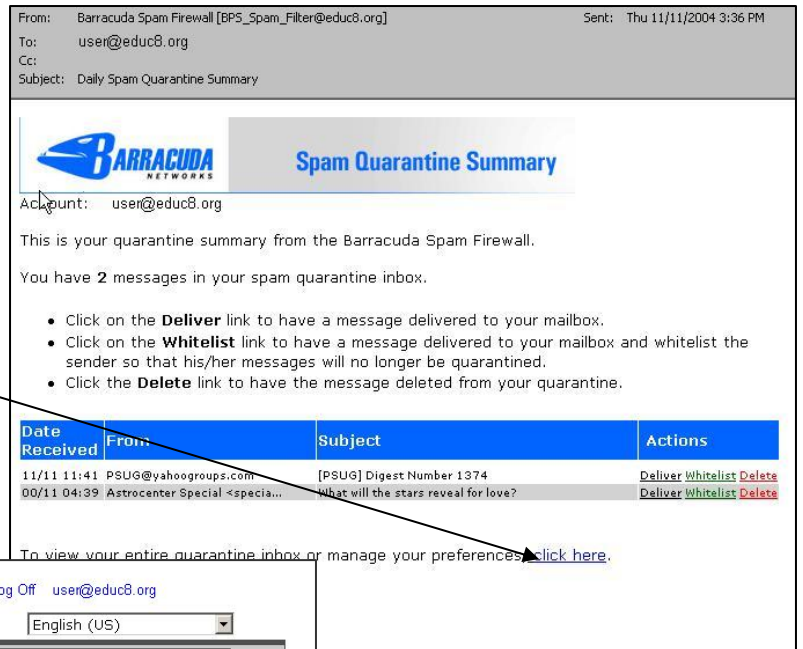 From: Barracuda Spam Firewall [BPS_Spam_Filter@educ8.org] Sent: Thu 11/11/2004 3:36 PM
To: user@educ8.org
Cc:
Subject: Daily Spam Quarantine Summary
BARRACUDA
NETWORKS
Spam Quarantine Summary
Account: user@educ8.org
This is your quarantine summary from the Barracuda Spam Firewall.
You have 2 messages in your spam quarantine inbox.
• Click on the Deliver link to have a message delivered to your mailbox.
• Click on the Whitelist link to have a message delivered to your mailbox and whitelist the
sender so that his/her messages will no longer be quarantined.
• Click the Delete link to have the message deleted from your quarantine.
Date Received From Subject Actions
11/11 11:41 PSUG@yahoogroups.com [PSUG] Digest Number 1374 Deliver Whitelist Delete
00/11 04:39 Astrocenter Special <specia... What will the stars reveal for love? Deliver Whitelist Delete
To view your entire quarantine inbox or manage your preferences, click here.
og Off user@educ8.org
English (US)